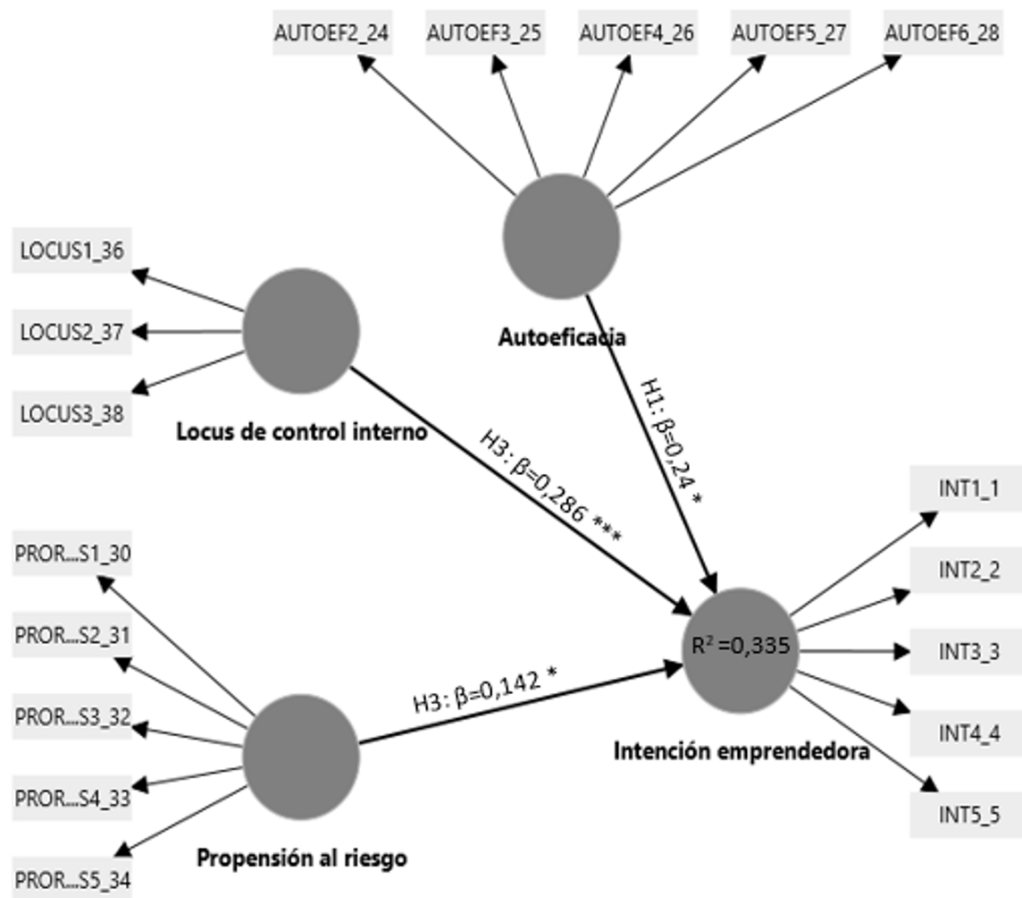 AUTOEF2_24
AUTOEF3_25
AUTOEF4_26
AUTOEF5_27
AUTOEF6_28
LOCUS1_36
LOCUS2_37
LOCUS3_38
Autoeficacia
Locus de control interno
H1: β=0,24 *
H3: β=0,286 ***
INT1_1
INT2_2
INT3_3
INT4_4
INT5_5
PROR...S1_30
PROR...S2_31
PROR...S3_32
PROR...S4_33
PROR...S5_34
R² =0,335
H3: β=0,142 *
Intención emprendedora
Propensión al riesgo